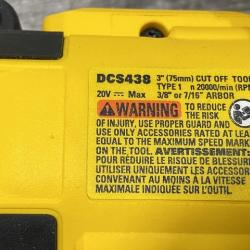 DCS438 3" (75mm) CUT OFF TOOL
TYPE 1 n 20000/min (RPM
20V ⎓ Max 3/8" or 7/16" ARBOR
⚠WARNING TO REDUCE
THE RISK
OF INJURY, USE PROPER GUARD AND
USE ONLY ACCESSORIES RATED AT LEAST
EQUAL TO THE MAXIMUM SPEED MARKED
ON THE TOOL. AVERTISSEMENT:
POUR RÉDUIRE LE RISQUE DE BLESSURES
UNIQUEMENT DES ACCESSOIRES
CONVENANT AU MOINS À LA VITESSE
MAXIMALE INDIQUÉE SUR L'OUTIL.